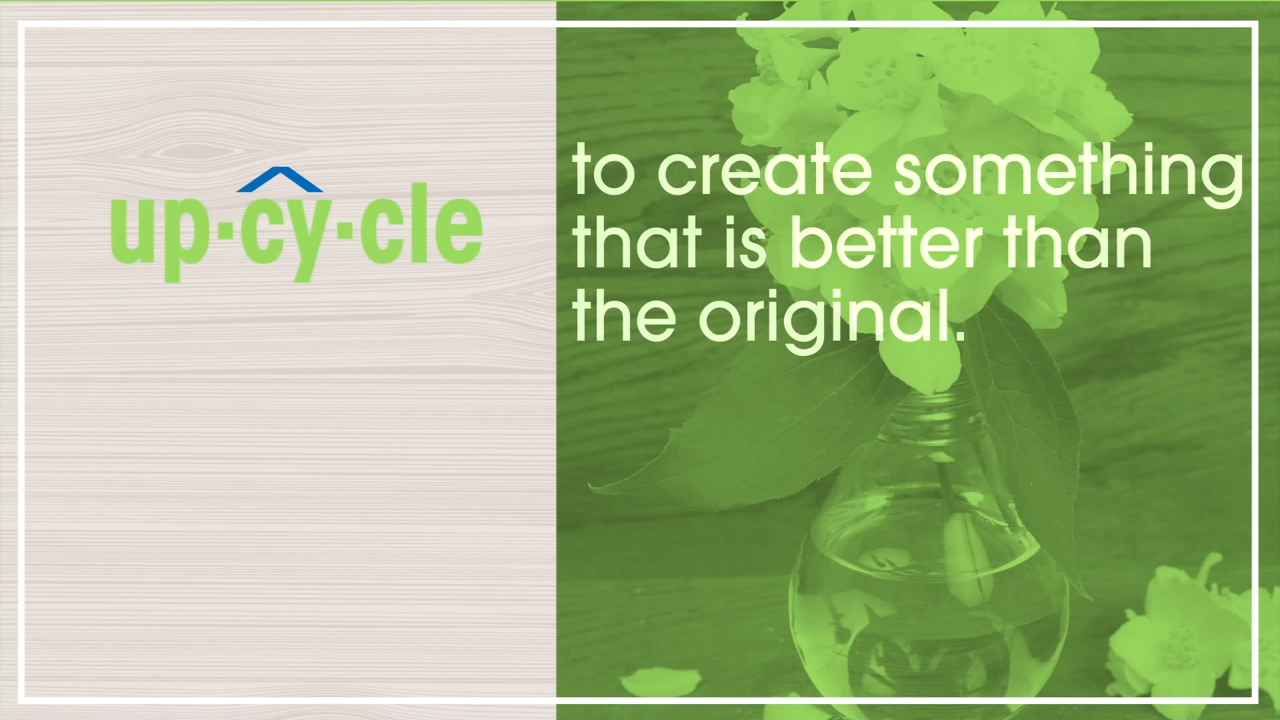 up·cy·cle
to create something
that is better than
the original.